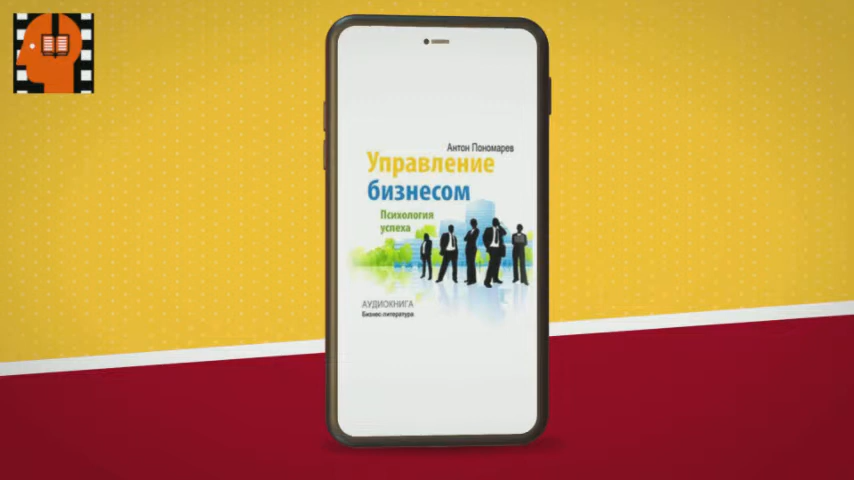 Антон Пономарев
Управление
бизнесом
Психология
успеха
АУДИОКНИГА
Бизнес-литература